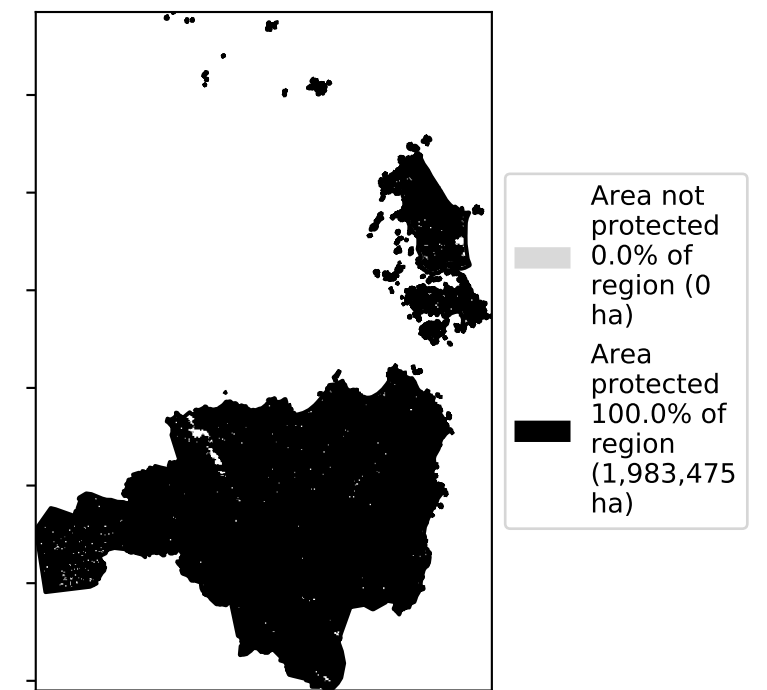 Area not
protected
0.0% of
region (0
ha)
Area
protected
100.0% of
region
(1,983,475
ha)